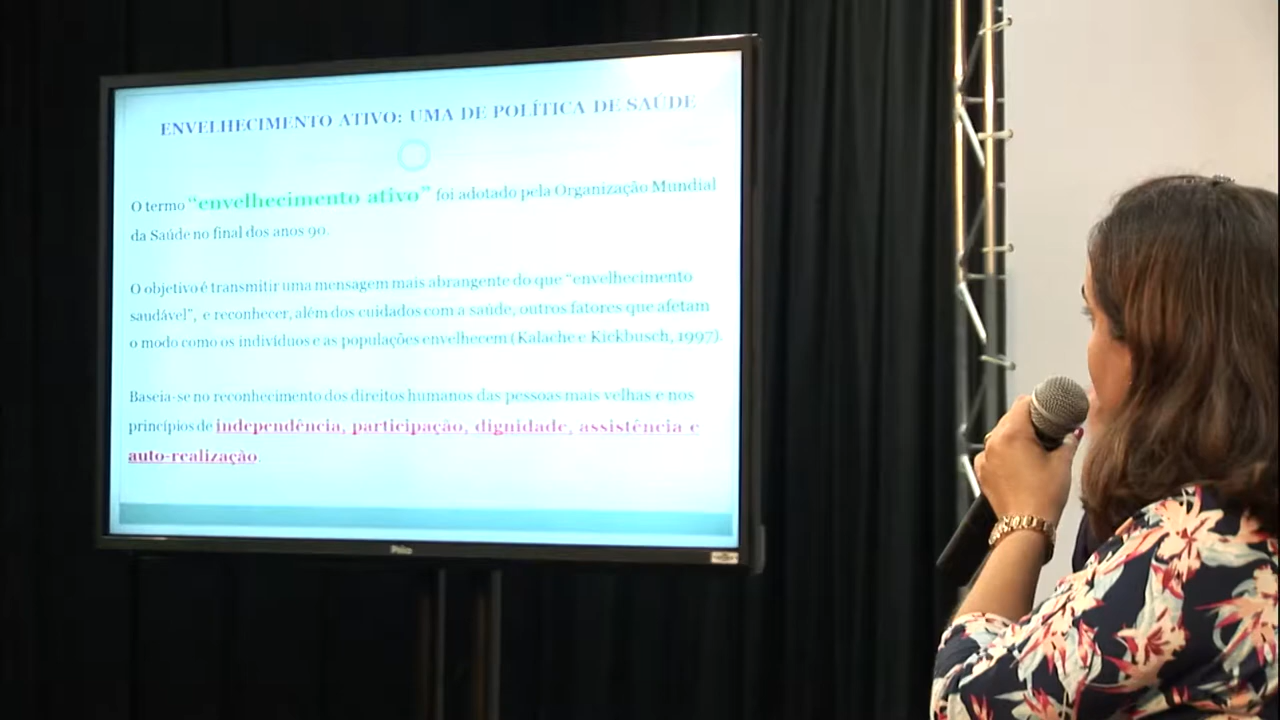 ENVELHECIMENTO ATIVO: UMA DE POLÍTICA DE SAÚDE
O termo “envelhecimento ativo” foi adotado pela Organização Mundial
da Saúde no final dos anos 90.
O objetivo é transmitir uma mensagem mais abrangente do que “envelhecimento
saudável”, e reconhecer, além dos cuidados com a saúde, outros fatores que afetam
o modo como os indivíduos e as populações envelhecem (Kalache e Kickbusch, 1997).
Baseia-se no reconhecimento dos direitos humanos das pessoas mais velhas e nos
princípios de independência, participação, dignidade, assistência e
auto-realização.
Philco